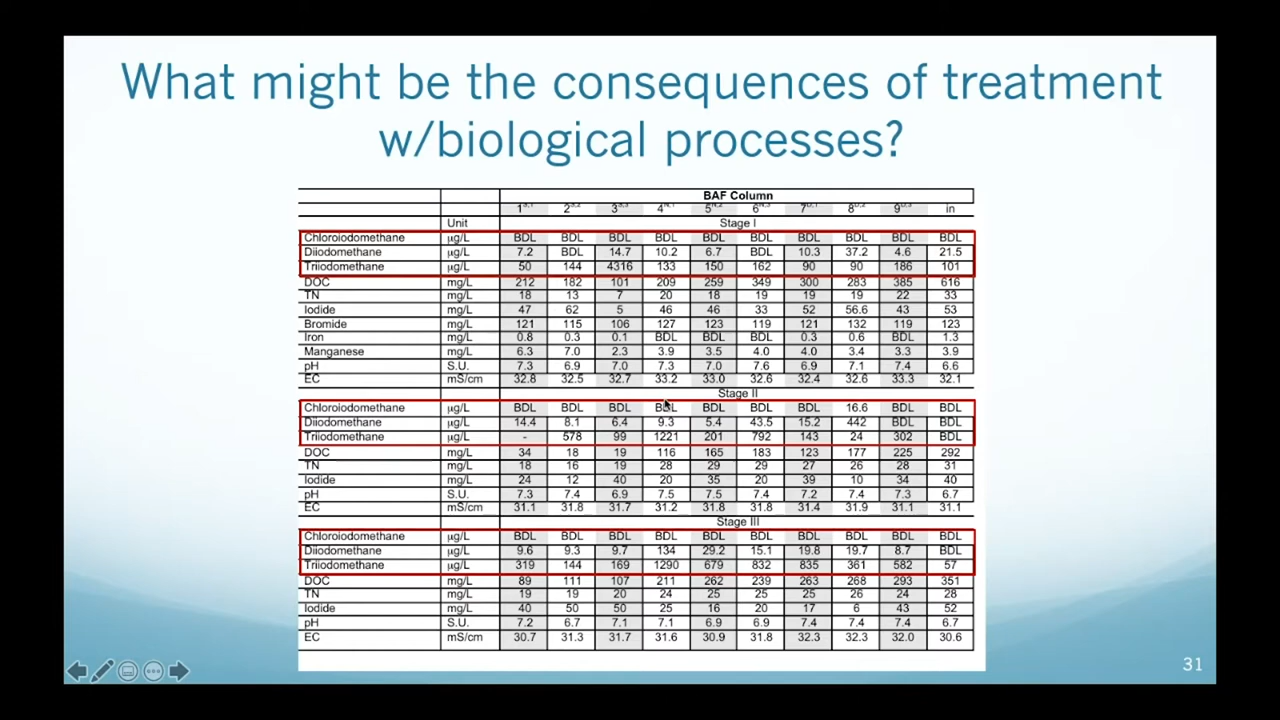 What might be the consequences of treatment
w/biological processes?
BAF Column
1S,1 2S,2 3S,3 4N,1 5N,2 6N,3 7U,1 8U,2 9U,3 in
Unit Stage I
Chloroiodomethane µg/L BDL BDL BDL BDL BDL BDL BDL BDL BDL BDL
Diiodomethane µg/L 7.2 BDL 14.7 10.2 6.7 BDL 10.3 37.2 4.6 21.5
Triiodomethane µg/L 50 144 4316 133 150 162 90 90 186 101
DOC mg/L 212 182 101 209 259 349 300 283 385 616
TN mg/L 18 13 7 20 18 19 19 19 22 33
Iodide mg/L 47 62 5 46 46 33 52 56.6 43 53
Bromide mg/L 121 115 106 127 123 119 121 132 119 123
Iron mg/L 0.8 0.3 0.1 BDL BDL BDL 0.3 0.6 BDL 1.3
Manganese mg/L 6.3 7.0 2.3 3.9 3.5 4.0 4.0 3.4 3.3 3.9
pH S.U. 7.3 6.9 7.0 7.3 7.0 7.6 6.9 7.1 7.4 6.6
EC mS/cm 32.8 32.5 32.7 33.2 33.0 32.6 32.4 32.6 33.3 32.1
Stage II
Chloroiodomethane µg/L BDL BDL BDL BDL BDL BDL BDL 16.6 BDL BDL
Diiodomethane µg/L 14.4 8.1 6.4 9.3 5.4 43.5 15.2 442 BDL BDL
Triiodomethane µg/L - 578 99 1221 201 792 143 24 302 BDL
DOC mg/L 34 18 19 116 165 183 123 177 225 292
TN mg/L 18 16 19 28 29 29 27 26 28 31
Iodide mg/L 24 12 40 20 35 20 39 10 34 40
pH S.U. 7.3 7.4 6.9 7.5 7.5 7.4 7.2 7.4 7.3 6.7
EC mS/cm 31.1 31.8 31.7 31.2 31.8 31.8 31.4 31.9 31.1 31.1
Stage III
Chloroiodomethane µg/L BDL BDL BDL BDL BDL BDL BDL BDL BDL BDL
Diiodomethane µg/L 9.6 9.3 9.7 134 29.2 15.1 19.8 19.7 8.7 BDL
Triiodomethane µg/L 319 144 169 1290 679 832 835 361 582 57
DOC mg/L 89 111 107 211 262 239 263 268 293 351
TN mg/L 19 19 20 24 25 25 25 26 24 28
Iodide mg/L 40 50 50 25 16 20 17 6 43 52
pH S.U. 7.2 6.7 7.1 7.1 6.9 6.9 7.4 7.4 7.4 6.7
EC mS/cm 30.7 31.3 31.7 31.6 30.9 31.8 32.3 32.3 32.0 30.6
31